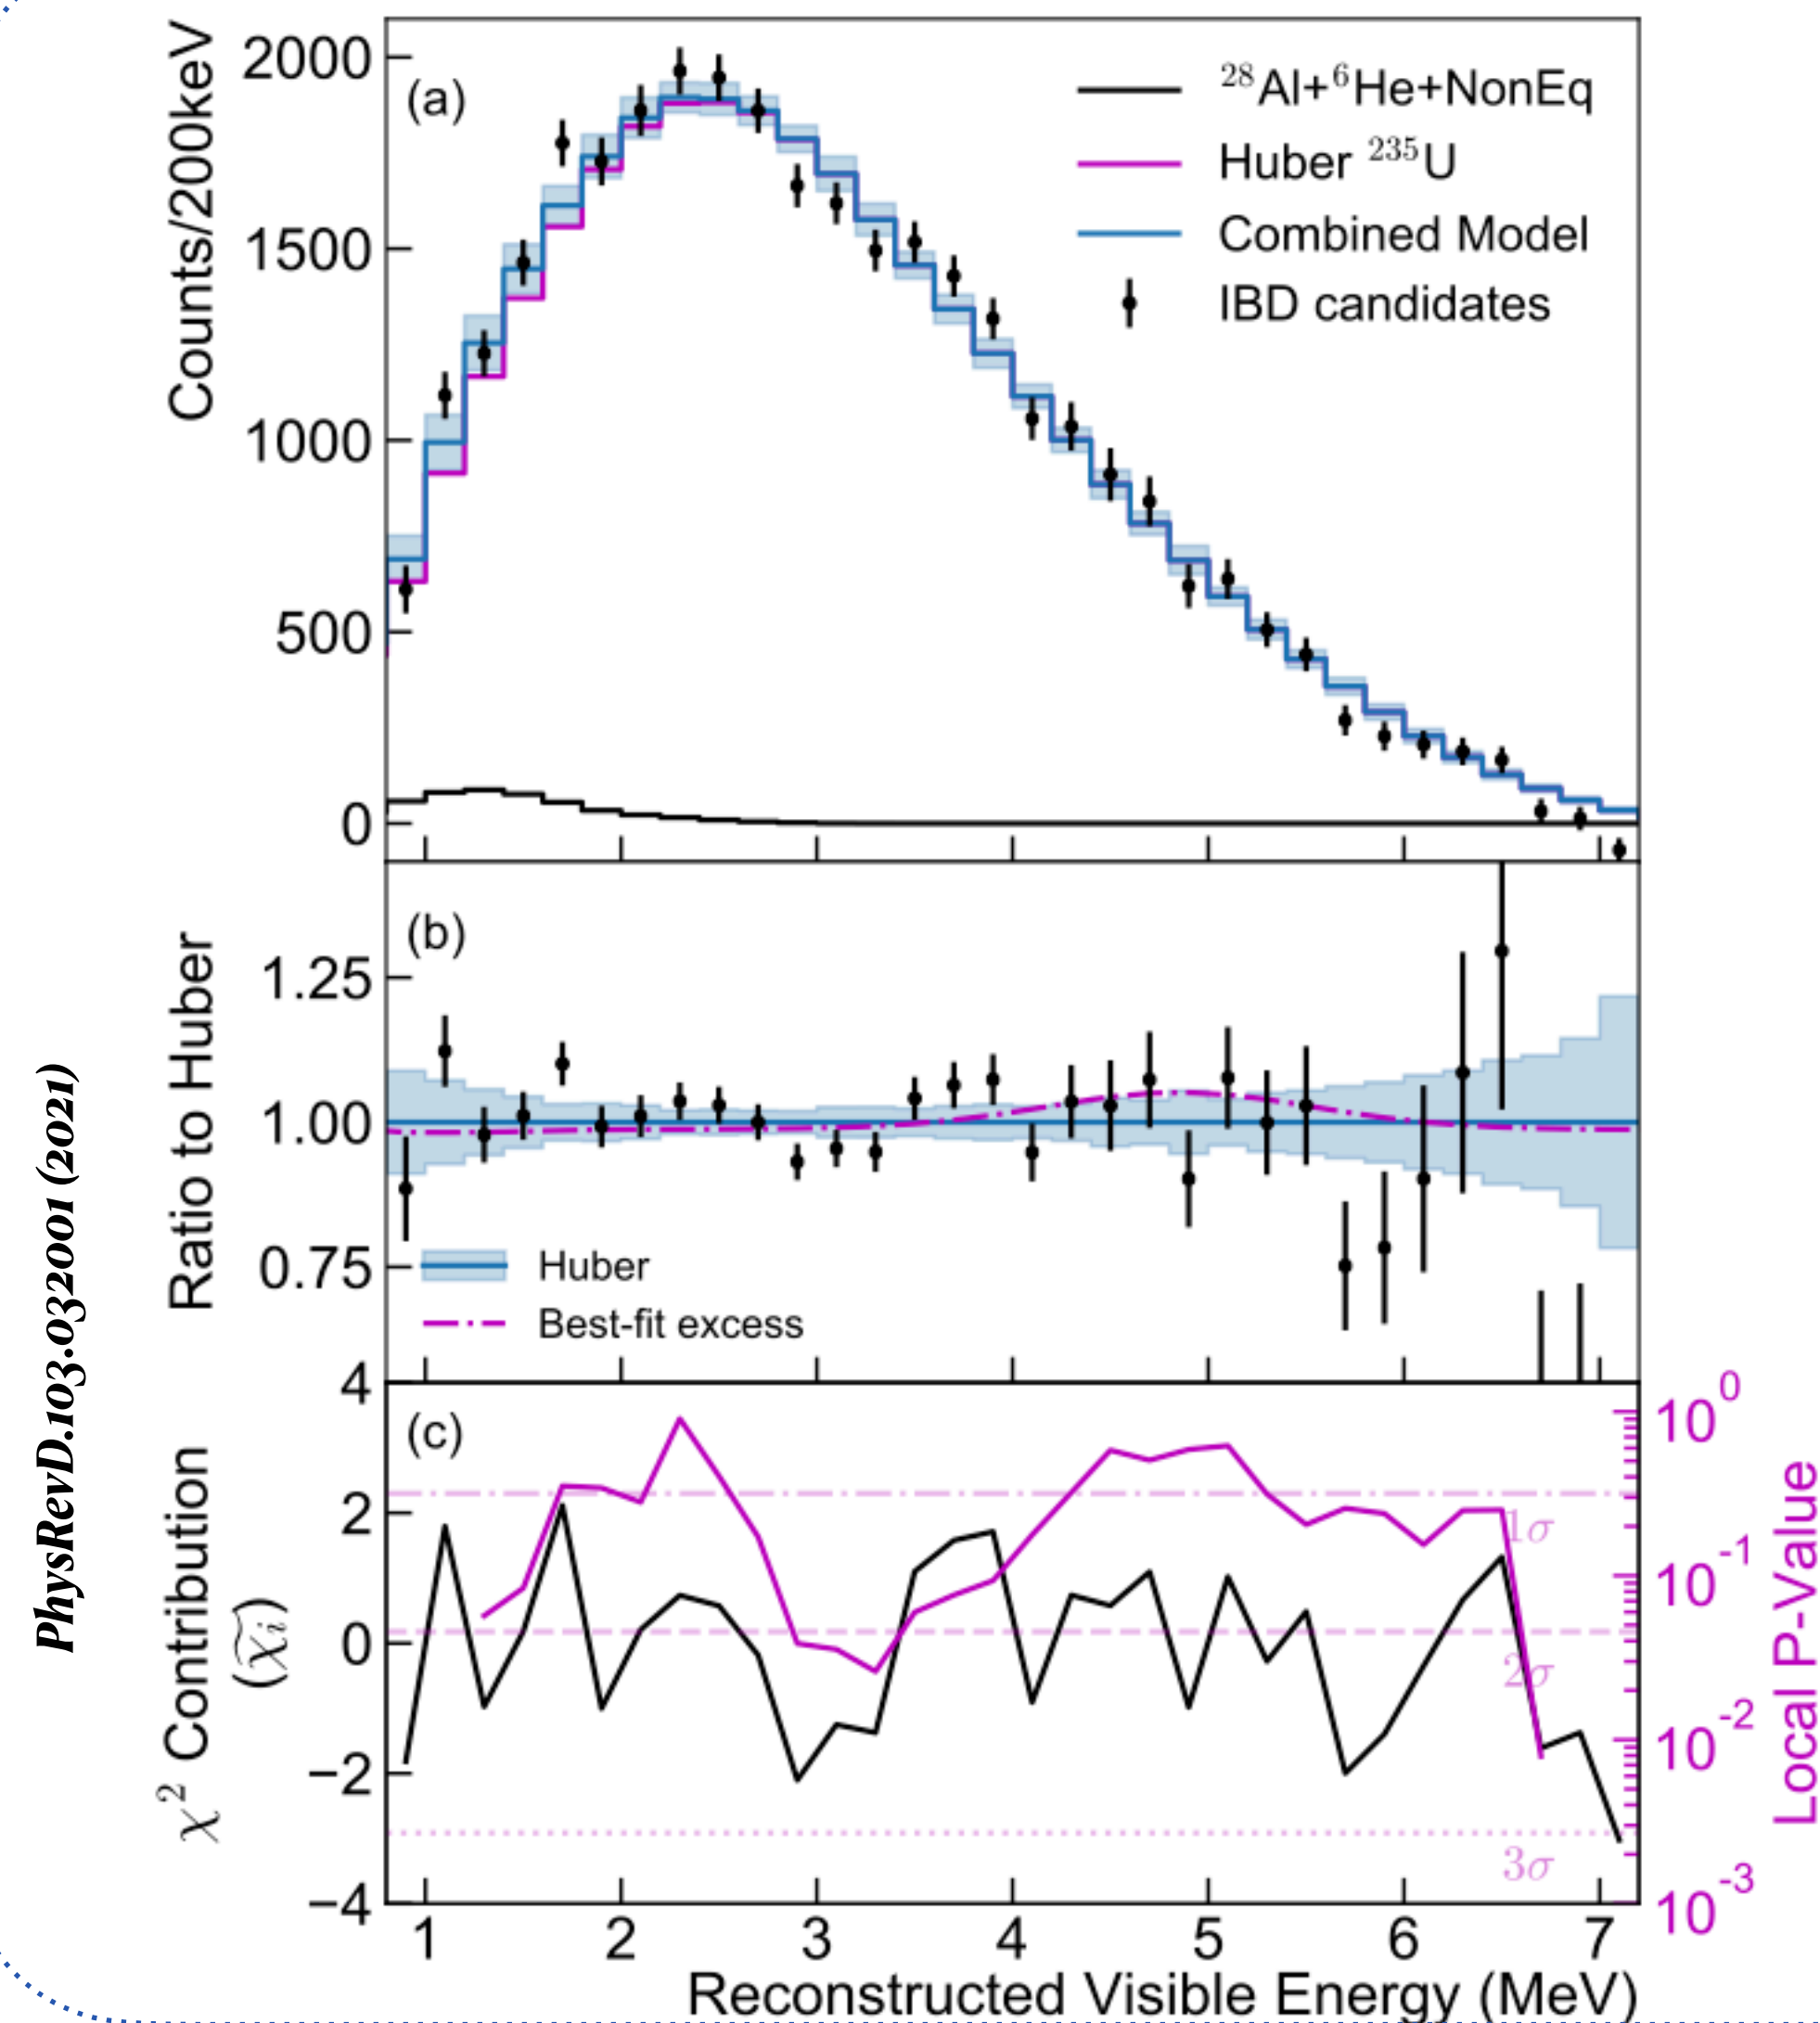 PhysRevD.103.032001 (2021)
Counts/200keV
2000
1500
1000
500
0
(a)
²⁸Al+⁶He+NonEq
Huber ²³⁵U
Combined Model
IBD candidates
Ratio to Huber
1.25
1.00
0.75
(b)
Huber
Best-fit excess
χ² Contribution
(χ̃ᵢ)
4
2
0
−2
−4
(c)
1σ
2σ
3σ
10⁰
10⁻¹
10⁻²
10⁻³
Local P-Value
1 2 3 4 5 6 7
Reconstructed Visible Energy (MeV)